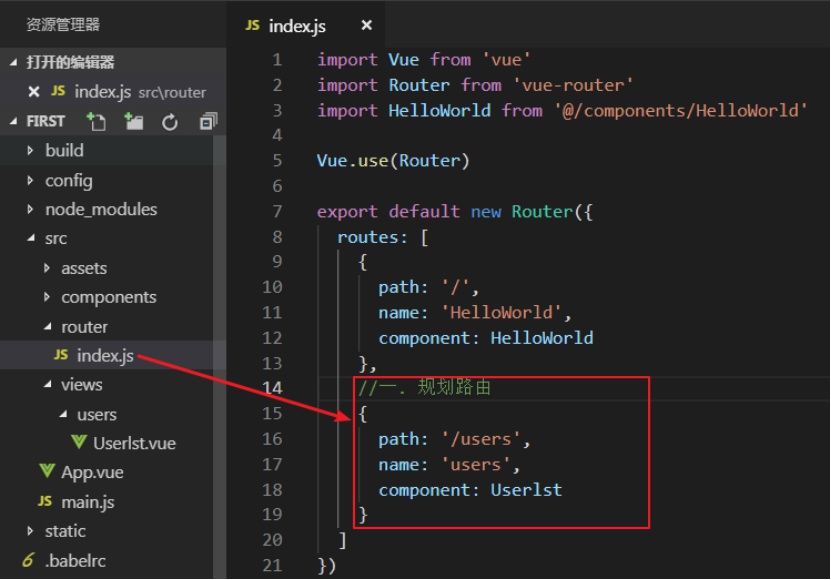 资源管理器
打开的编辑器
JS index.js src\router
FIRST
build
config
node_modules
src
assets
components
router
JS index.js
views
users
Userlst.vue
App.vue
JS main.js
static
.babelrc
JS index.js
1 import Vue from 'vue'
2 import Router from 'vue-router'
3 import HelloWorld from '@/components/HelloWorld'
4
5 Vue.use(Router)
6
7 export default new Router({
8 routes: [
9 {
10 path: '/',
11 name: 'HelloWorld',
12 component: HelloWorld
13 },
14 //一. 规划路由
15 {
16 path: '/users',
17 name: 'users',
18 component: Userlst
19 }
20 ]
21 })